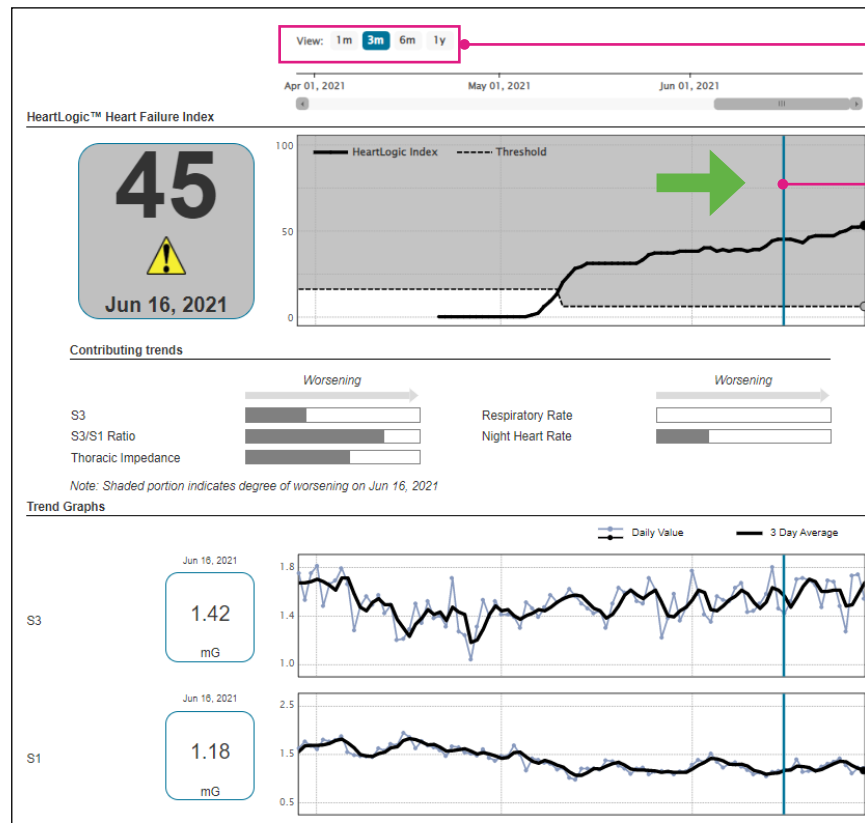 View: 1m 3m 6m 1y
Apr 01, 2021 May 01, 2021 Jun 01, 2021
HeartLogic™ Heart Failure Index
100
HeartLogic Index Threshold
45
50
Jun 16, 2021
0
Contributing trends
Worsening Worsening
S3 Respiratory Rate
S3/S1 Ratio Night Heart Rate
Thoracic Impedance
Note: Shaded portion indicates degree of worsening on Jun 16, 2021
Trend Graphs
Daily Value 3 Day Average
Jun 16, 2021
1.8
1.42
S3
1.4
mG
1.0
Jun 16, 2021
2.5
1.18
S1
1.5
mG
0.5